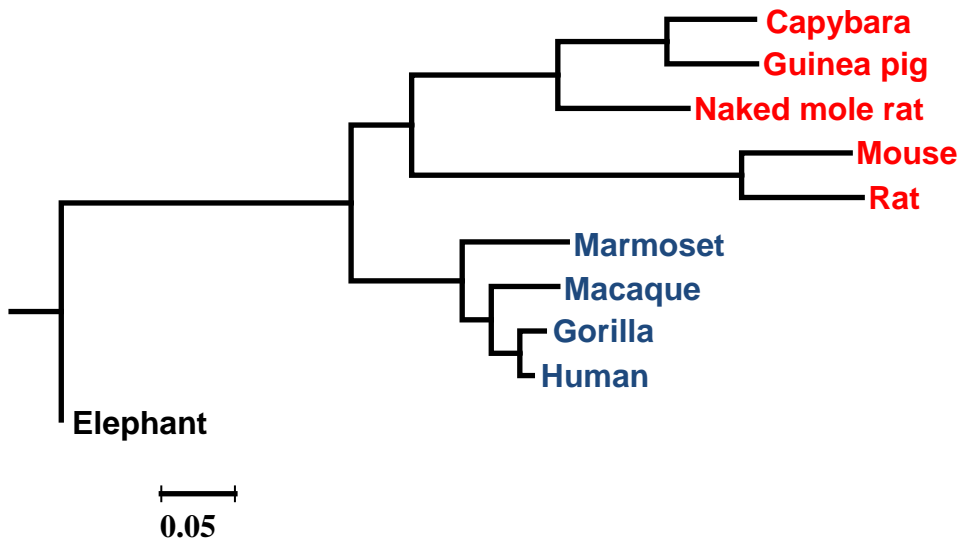 Capybara
Guinea pig
Naked mole rat
Mouse
Rat
Marmoset
Macaque
Gorilla
Human
Elephant
0.05